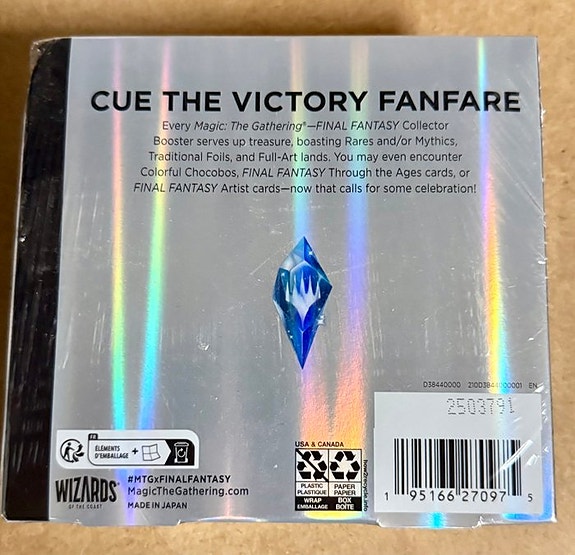 CUE THE VICTORY FANFARE
Every Magic: The Gathering®—FINAL FANTASY Collector
Booster serves up treasure, boasting Rares and/or Mythics,
Traditional Foils, and Full-Art lands. You may even encounter
Colorful Chocobos, FINAL FANTASY Through the Ages cards, or
FINAL FANTASY Artist cards—now that calls for some celebration!
D38440000 210D3844000001 EN
2503791
FR
ÉLÉMENTS
D'EMBALLAGE
+
USA & CANADA
PLASTIC
PLASTIQUE
WRAP
EMBALLAGE
PAPER
PAPIER
BOX
BOÎTE
how2recycle.info
WIZARDS
OF THE COAST
#MTGxFINALFANTASY
MagicTheGathering.com
MADE IN JAPAN
1 95166 27097 5